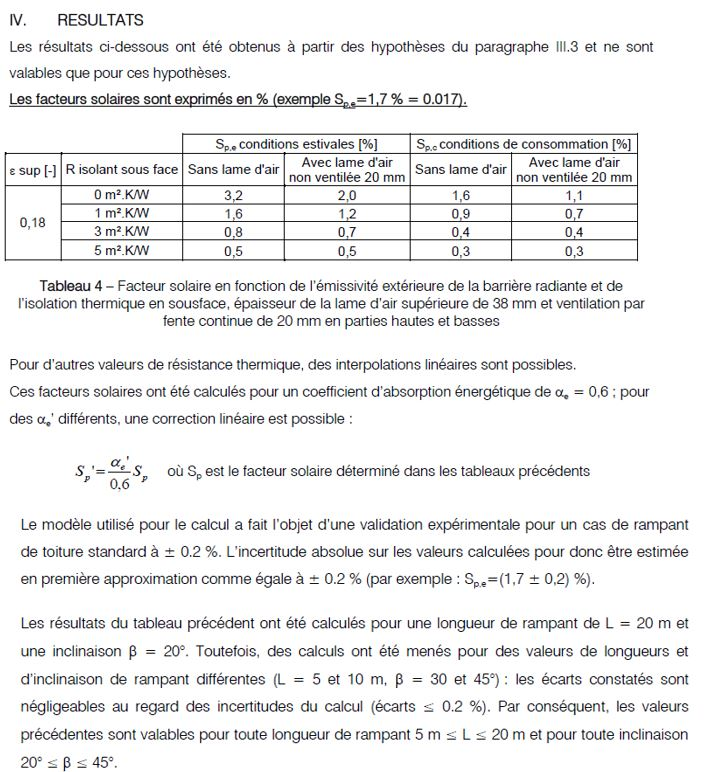 IV. RESULTATS
Les résultats ci-dessous ont été obtenus à partir des hypothèses du paragraphe III.3 et ne sont
valables que pour ces hypothèses.
Les facteurs solaires sont exprimés en % (exemple Sp,e=1,7 % = 0.017).
Sp,e conditions estivales [%] Sp,c conditions de consommation [%]
ε sup [-] R isolant sous face Sans lame d'air Avec lame d'air non ventilée 20 mm Sans lame d'air Avec lame d'air non ventilée 20 mm
0,18
0 m².K/W 3,2 2,0 1,6 1,1
1 m².K/W 1,6 1,2 0,9 0,7
3 m².K/W 0,8 0,7 0,4 0,4
5 m².K/W 0,5 0,5 0,3 0,3
Tableau 4 – Facteur solaire en fonction de l'émissivité extérieure de la barrière radiante et de
l'isolation thermique en sousface, épaisseur de la lame d'air supérieure de 38 mm et ventilation par
fente continue de 20 mm en parties hautes et basses
Pour d'autres valeurs de résistance thermique, des interpolations linéaires sont possibles.
Ces facteurs solaires ont été calculés pour un coefficient d'absorption énergétique de αe = 0,6 ; pour
des αe' différents, une correction linéaire est possible :
Sp'=αe'/0,6 Sp où Sp est le facteur solaire déterminé dans les tableaux précédents
Le modèle utilisé pour le calcul a fait l'objet d'une validation expérimentale pour un cas de rampant
de toiture standard à ± 0.2 %. L'incertitude absolue sur les valeurs calculées pour donc être estimée
en première approximation comme égale à ± 0.2 % (par exemple : Sp,e=(1,7 ± 0,2) %).
Les résultats du tableau précédent ont été calculés pour une longueur de rampant de L = 20 m et
une inclinaison β = 20°. Toutefois, des calculs ont été menés pour des valeurs de longueurs et
d'inclinaison de rampant différentes (L = 5 et 10 m, β = 30 et 45°) : les écarts constatés sont
négligeables au regard des incertitudes du calcul (écarts ≤ 0.2 %). Par conséquent, les valeurs
précédentes sont valables pour toute longueur de rampant 5 m ≤ L ≤ 20 m et pour toute inclinaison
20° ≤ β ≤ 45°.